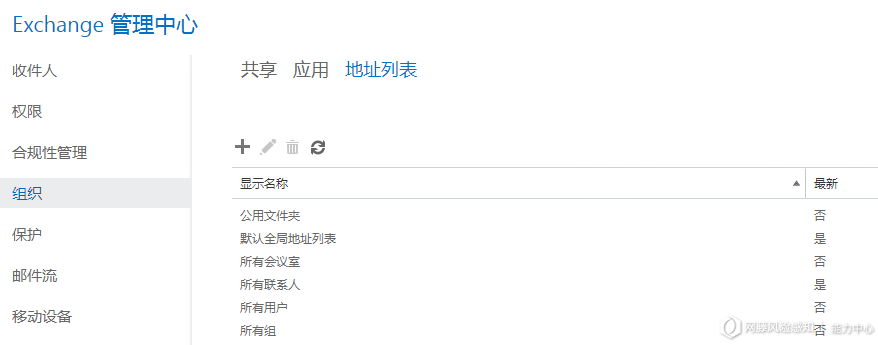 Exchange 管理中心
收件人
权限
合规性管理
组织
保护
邮件流
移动设备
共享 应用 地址列表
显示名称 最新
公用文件夹 否
默认全局地址列表 是
所有会议室 否
所有联系人 是
所有用户 否
所有组 否
网藤风险感知 能力中心